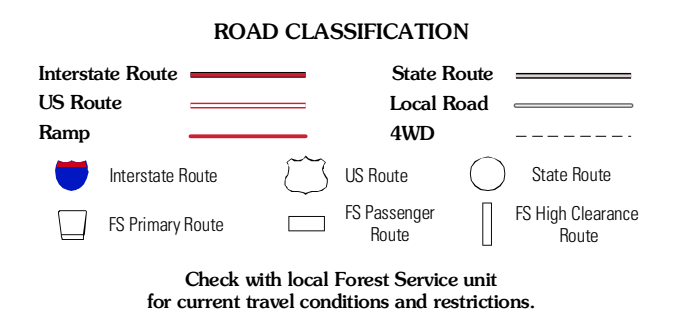 ROAD CLASSIFICATION
Interstate Route
State Route
US Route
Local Road
Ramp
4WD
Interstate Route
US Route
State Route
FS Primary Route
FS Passenger
Route
FS High Clearance
Route
Check with local Forest Service unit
for current travel conditions and restrictions.